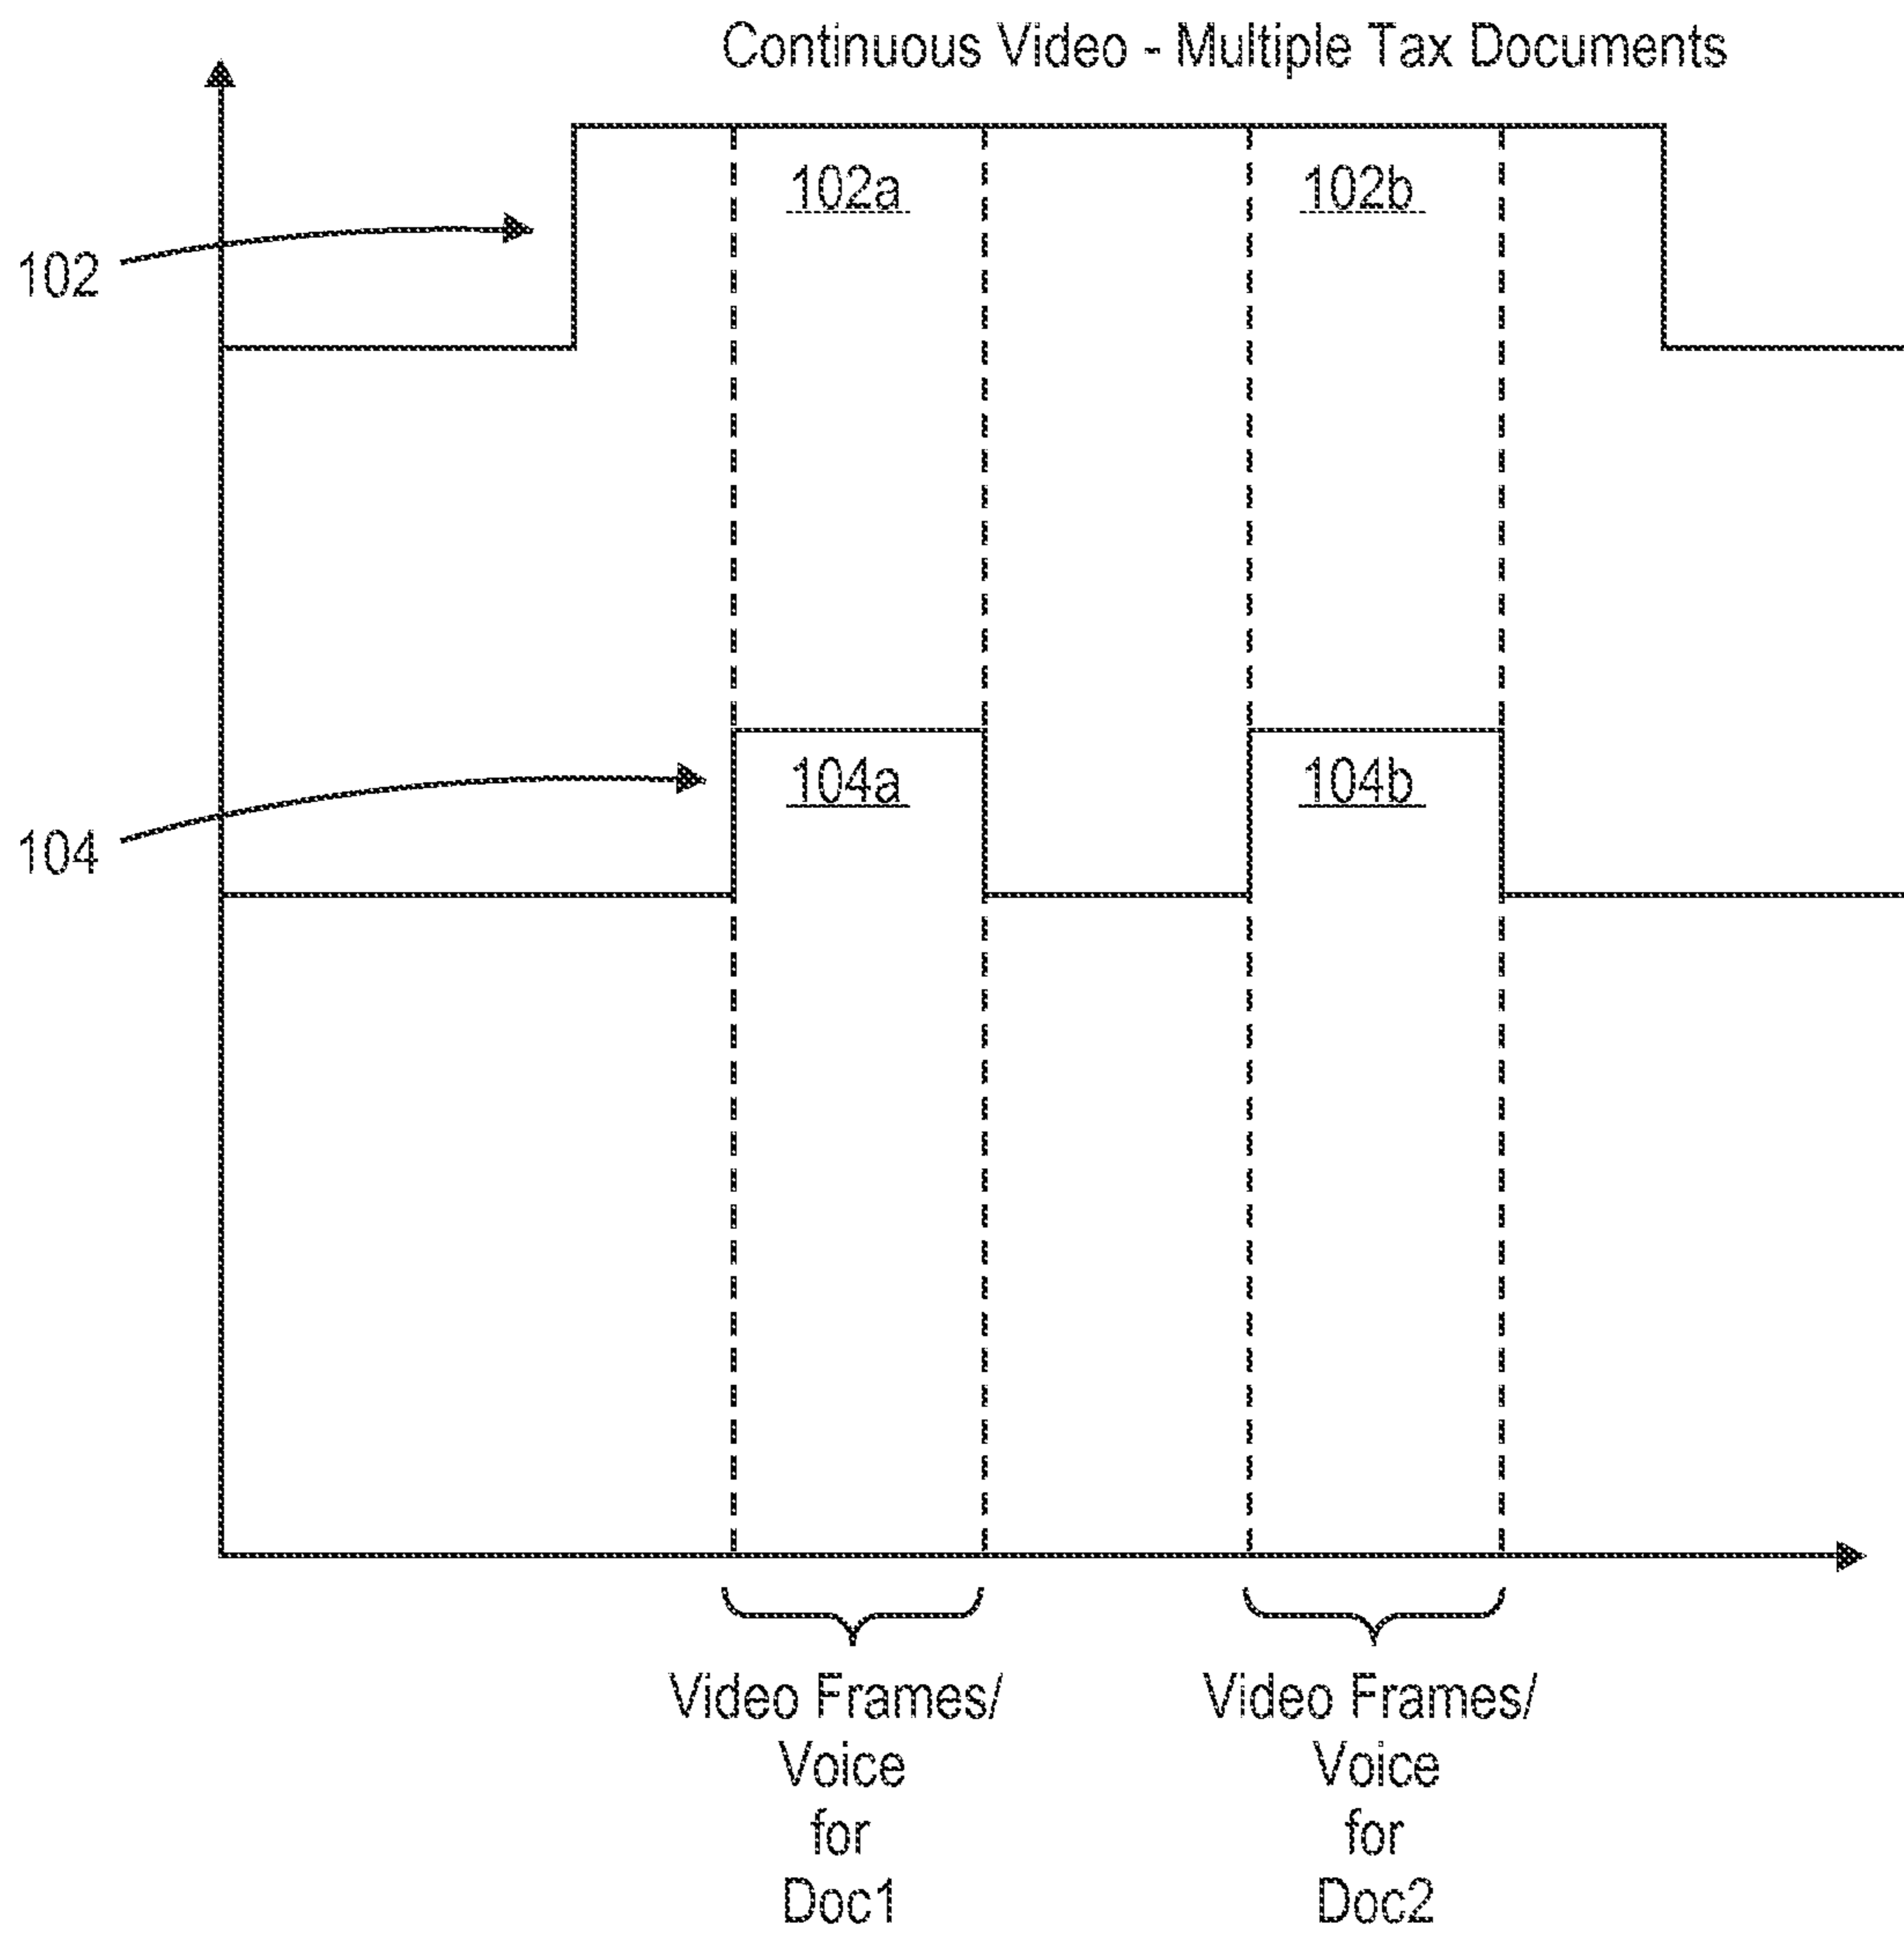 Continuous Video - Multiple Tax Documents
102a
102b
102
104a
104b
104
Video Frames/
Voice
for
Doc1
Video Frames/
Voice
for
Doc2